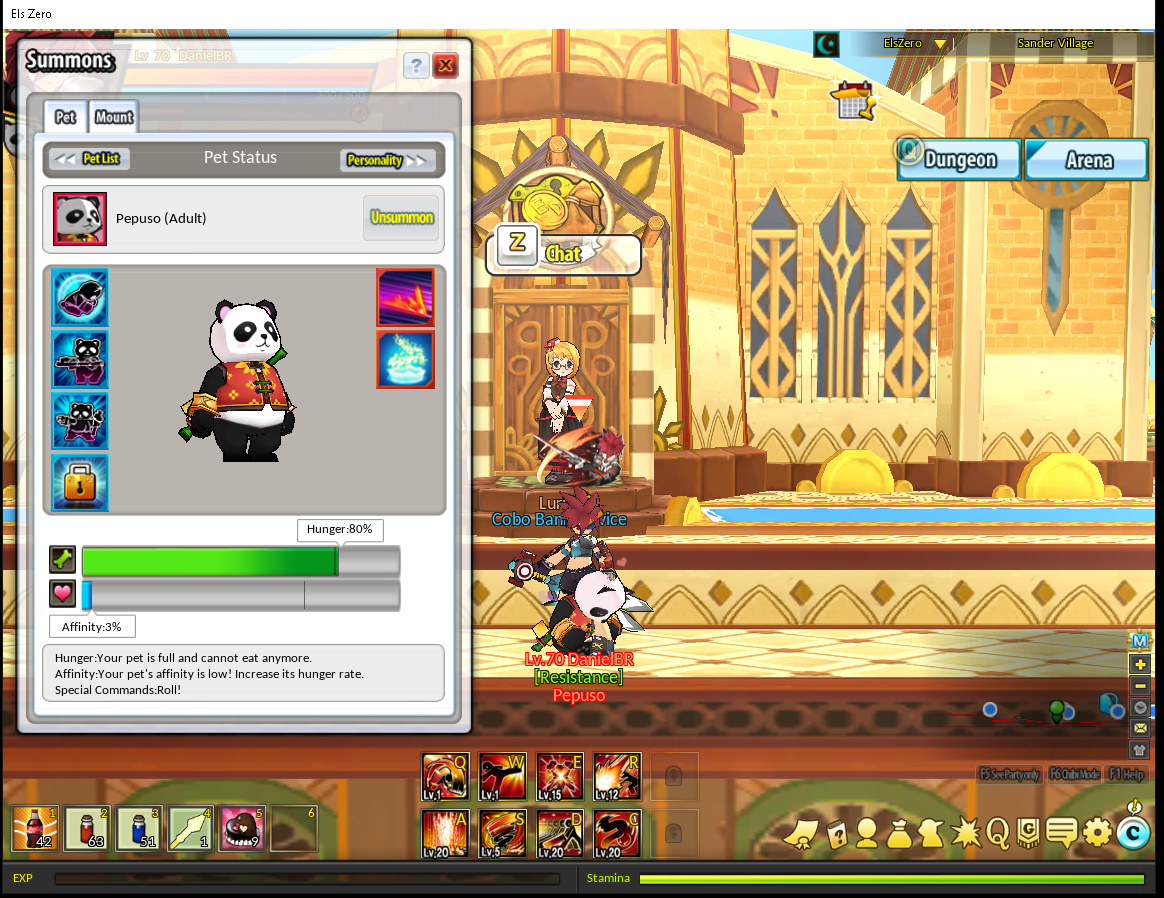 Els Zero
Summons
Lv 70 DanielBR
?
ElsZero
Sander Village
Pet
Mount
Pet List
Pet Status
Personality
Q
Dungeon
Arena
Pepuso (Adult)
Unsummon
ED
Z
Chat
Hunger:80%
Affinity:3%
Cobo Ban
vice
Hunger:Your pet is full and cannot eat anymore.
Affinity:Your pet's affinity is low! Increase its hunger rate.
Special Commands:Roll!
Lv.70 DanielBR
[Resistance]
Pepuso
M
F5 See Party only
F6 Chibi Mode
F1 Help
Q
W
E
R
Lv.1
Lv.1
Lv.15
Lv.12
1
2
3
4
5
6
42
63
51
1
9
A
S
D
C
Lv.20
Lv.5
Lv.20
Lv.20
EXP
Stamina